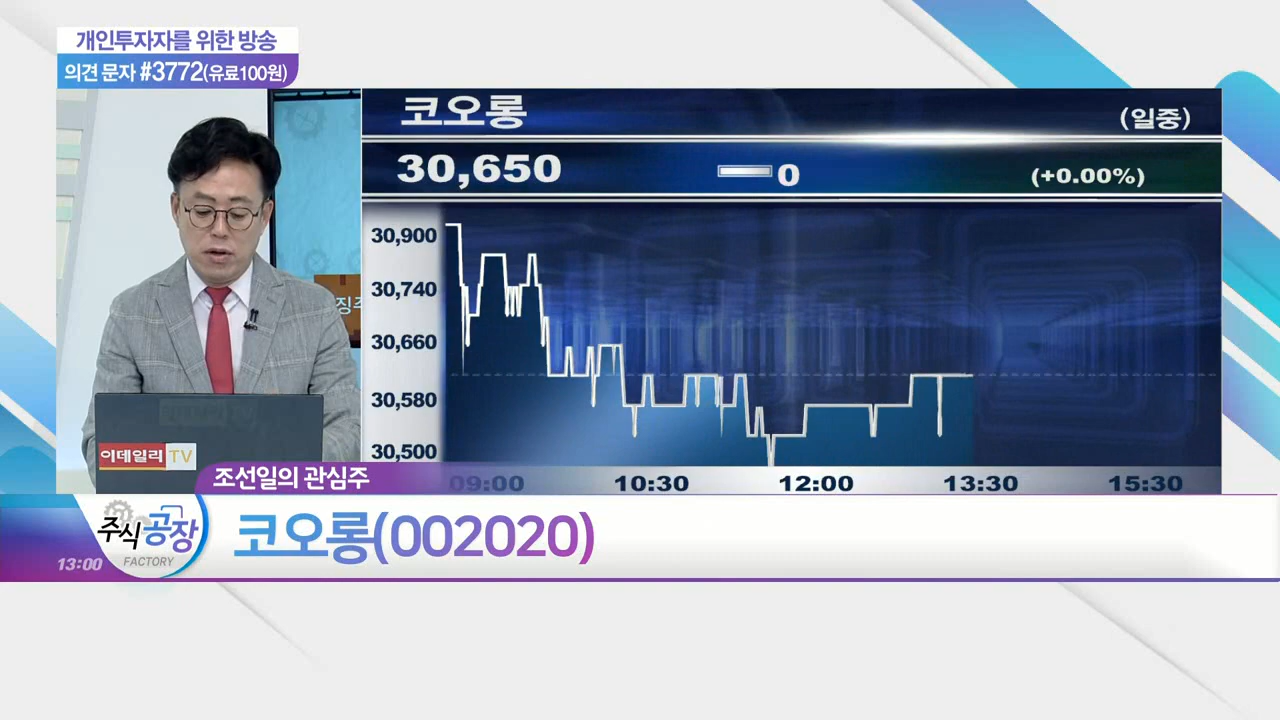 개인투자자를 위한 방송
의견 문자 #3772(유료100원)
코오롱
(일중)
30,650
0
(+0.00%)
30,900
30,740
30,660
30,580
30,500
09:00
10:30
12:00
13:30
15:30
징주
이데일리 TV
조선일의 관심주
주식공장
FACTORY
13:00
코오롱(002020)